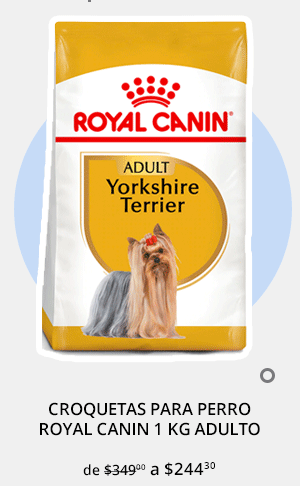 ROYAL CANIN
ADULT
Yorkshire
Terrier
CROQUETAS PARA PERRO
ROYAL CANIN 1 KG ADULTO
de $349⁰⁰ a $244³⁰